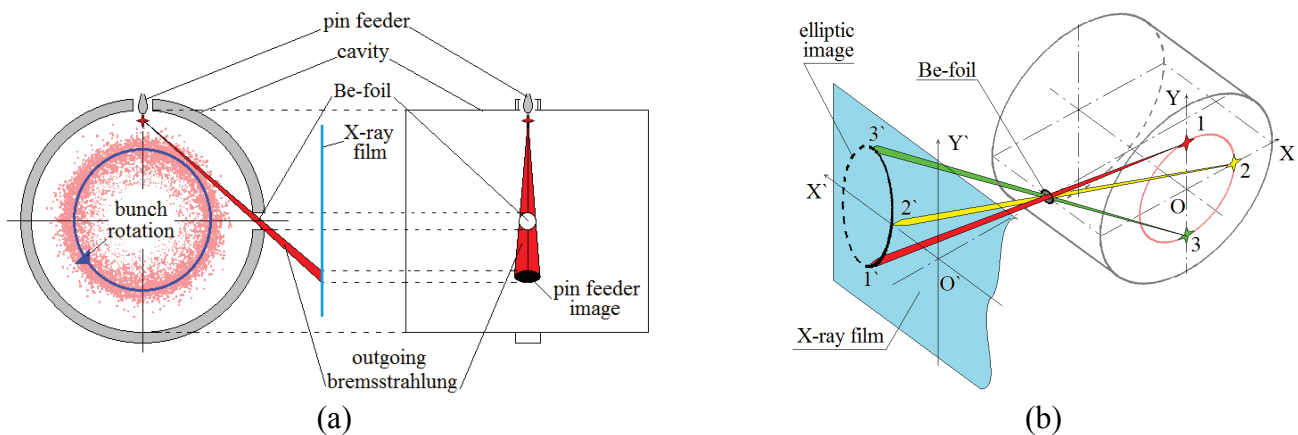 pin feeder
cavity
Be-foil
X-ray
film
bunch
rotation
pin feeder
image
outgoing
bremsstrahlung
(a)
elliptic
image
Be-foil
Y
1
X
3`
Y`
X`
2
2`
O
3
1`
O`
X-ray film
(b)